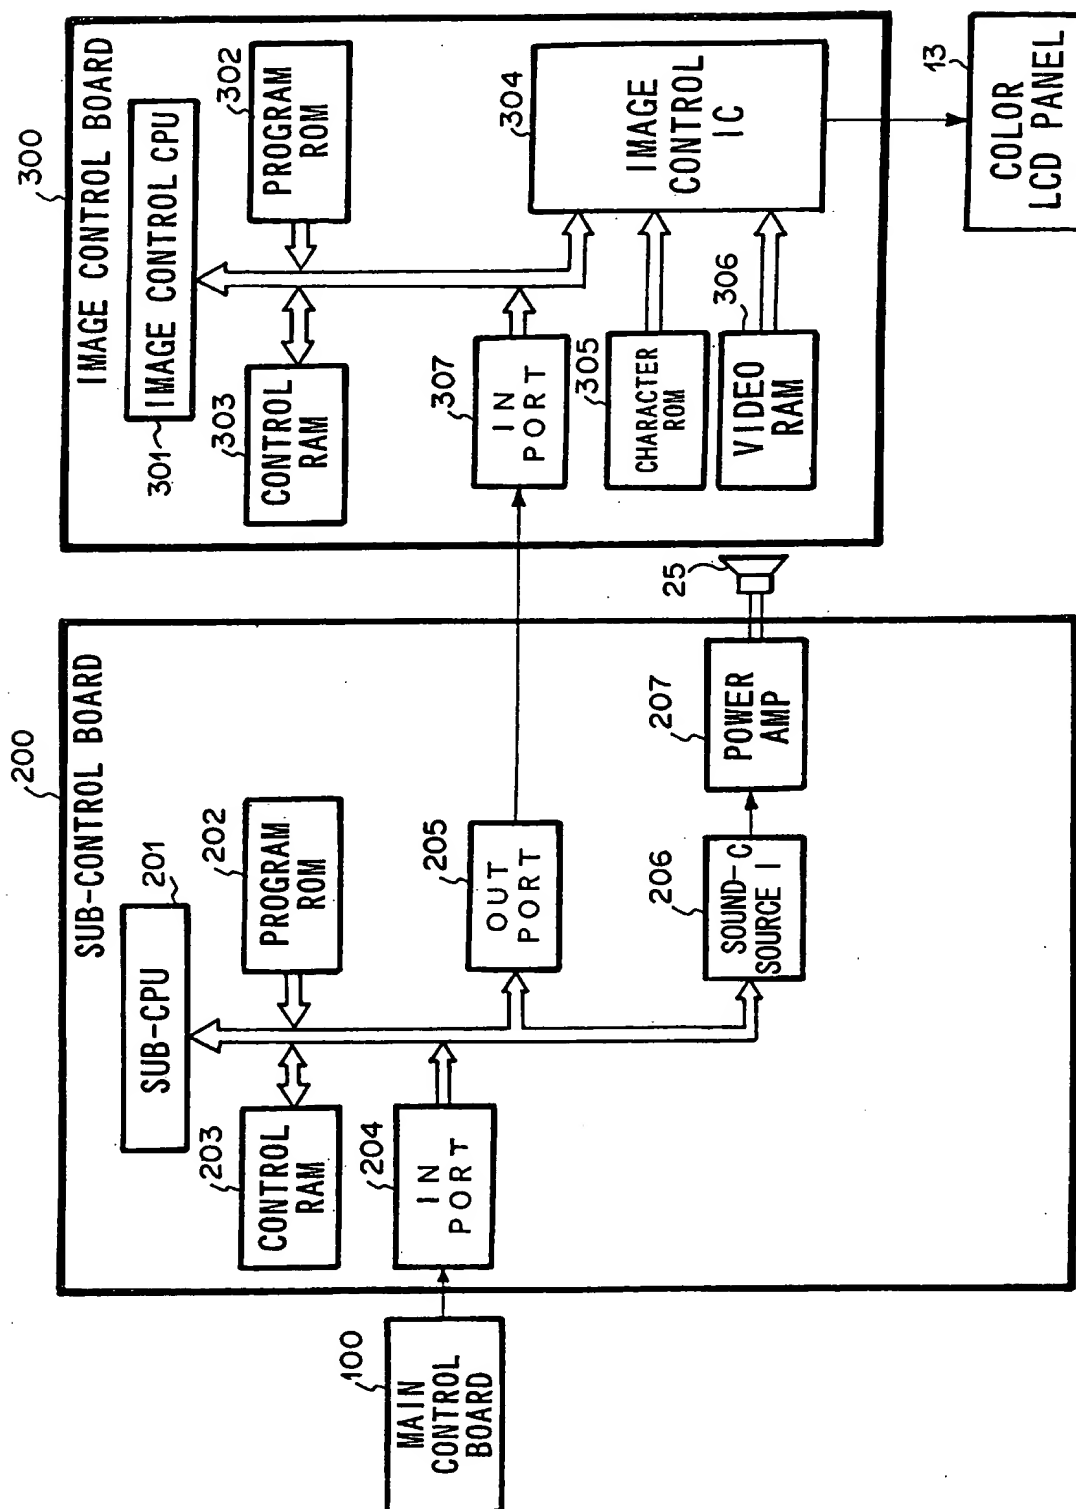 100
MAIN
CONTROL
BOARD
200
SUB-CONTROL BOARD
201
SUB-CPU
202
PROGRAM
ROM
203
CONTROL
RAM
204
IN
PORT
205
OUT
PORT
206
SOUND-C
SOURCE I
207
POWER
AMP
25
300
IMAGE CONTROL BOARD
301
IMAGE CONTROL CPU
302
PROGRAM
ROM
303
CONTROL
RAM
307
IN
PORT
304
IMAGE
CONTROL
IC
305
CHARACTER
ROM
306
VIDEO
RAM
13
COLOR
LCD PANEL